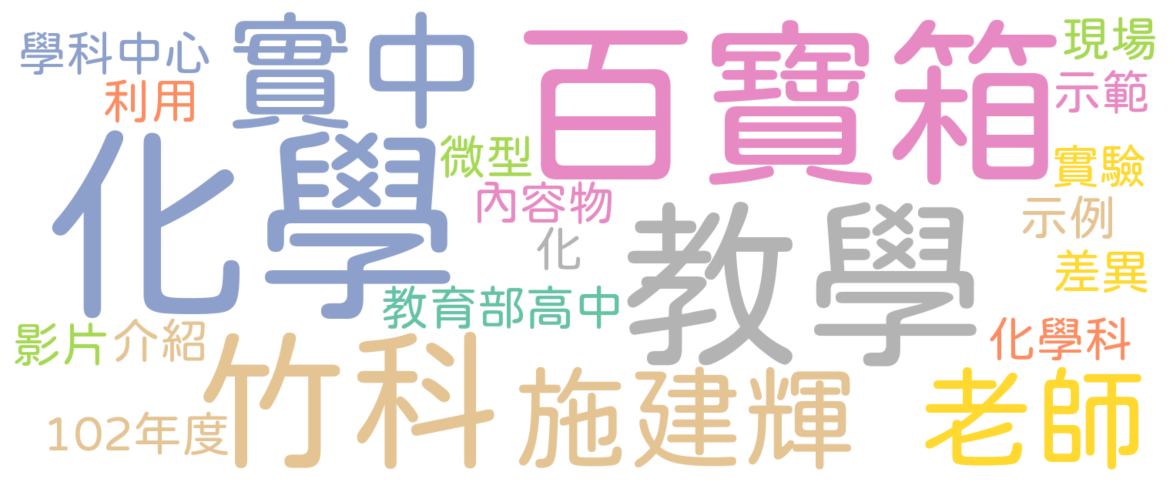 學科中心
實中
百寶箱
現場
利用
示範
化學
微型
實驗
內容物
示例
化
教學
差異
教育部高中
影片
介紹
化學科
竹科
施建輝
老師
102年度